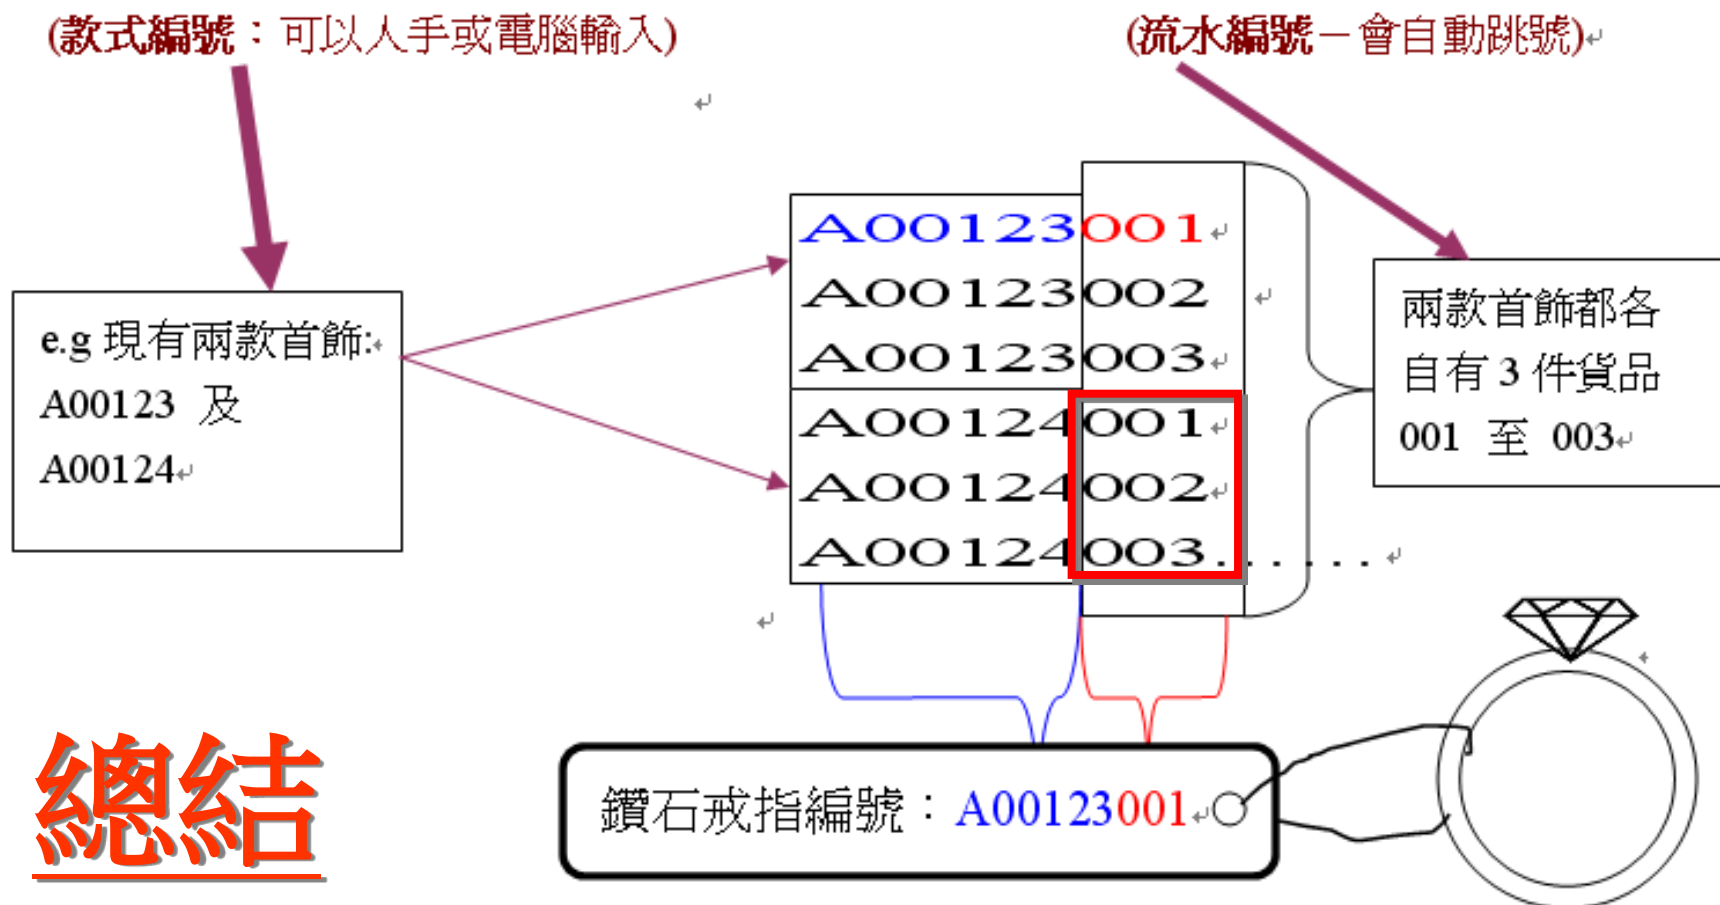 (款式編號：可以人手或電腦輸入)
(流水編號－會自動跳號)
e.g 現有兩款首飾:
A00123 及
A00124
A00123001
A00123002
A00123003
A00124001
A00124002
A00124003......
兩款首飾都各
自有 3 件貨品
001 至 003
總結
鑽石戒指編號：A00123001